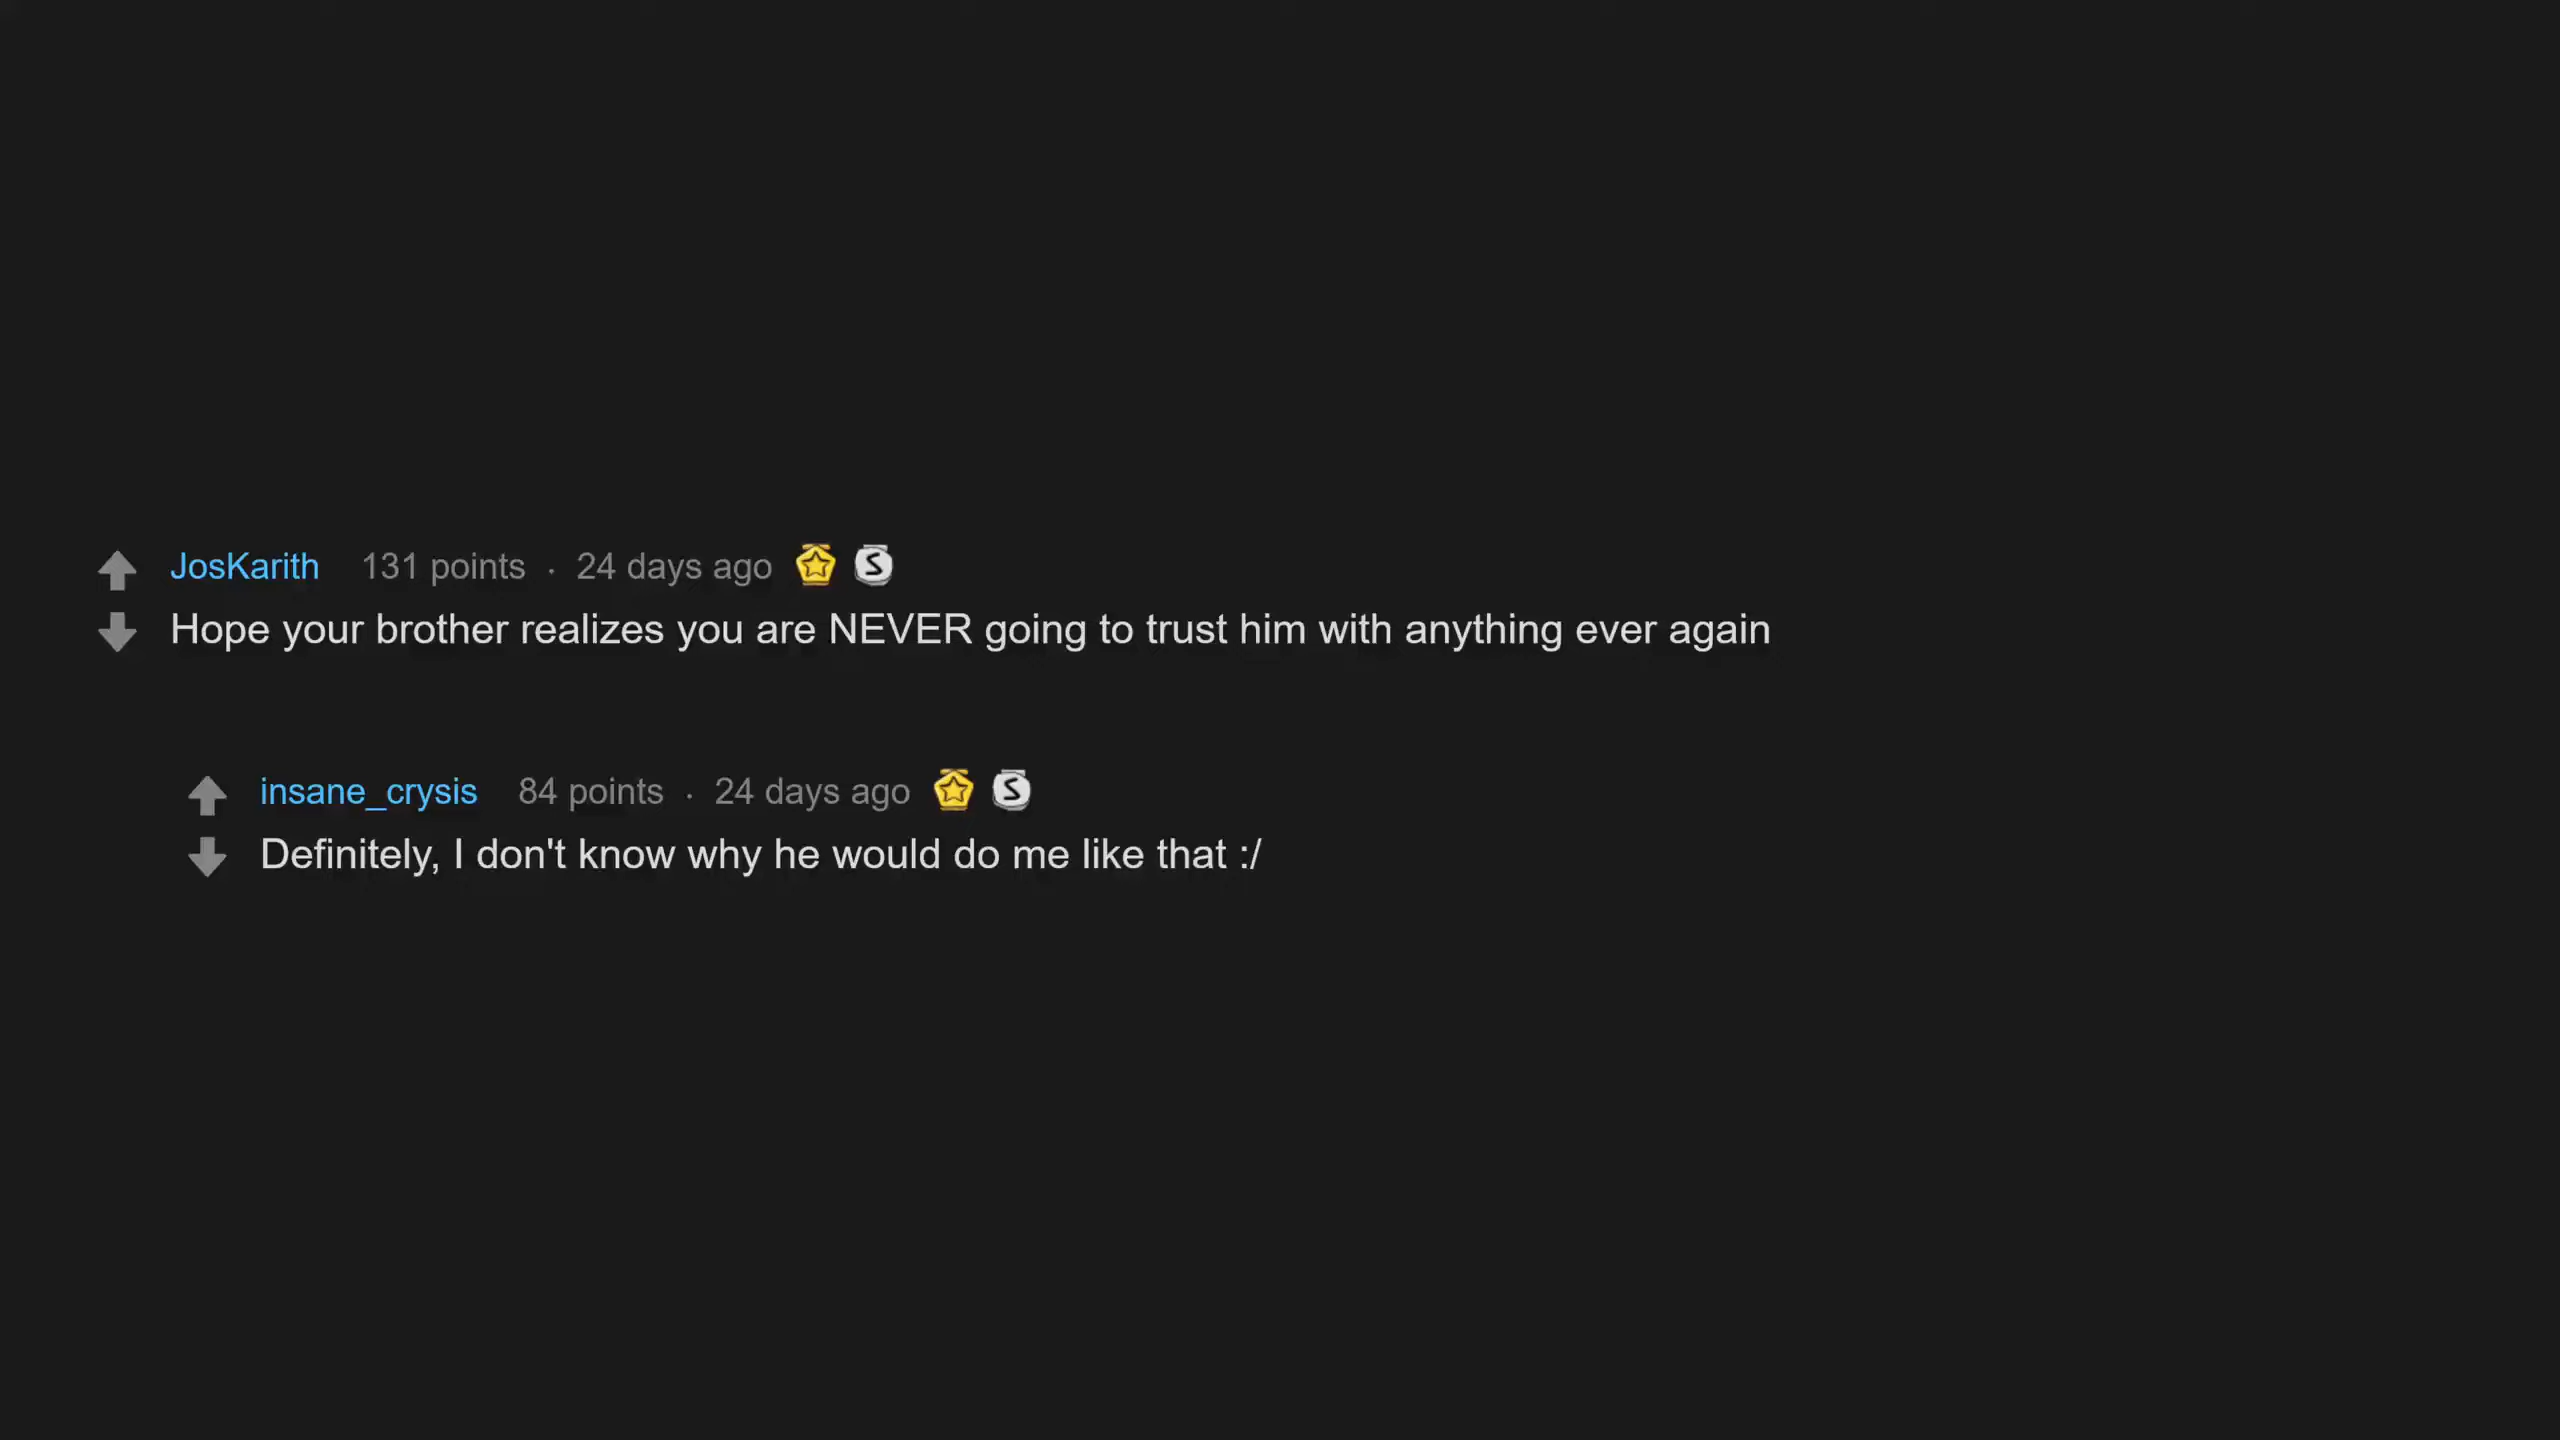 JosKarith 131 points · 24 days ago
Hope your brother realizes you are NEVER going to trust him with anything ever again
insane_crysis 84 points · 24 days ago
Definitely, I don't know why he would do me like that :/